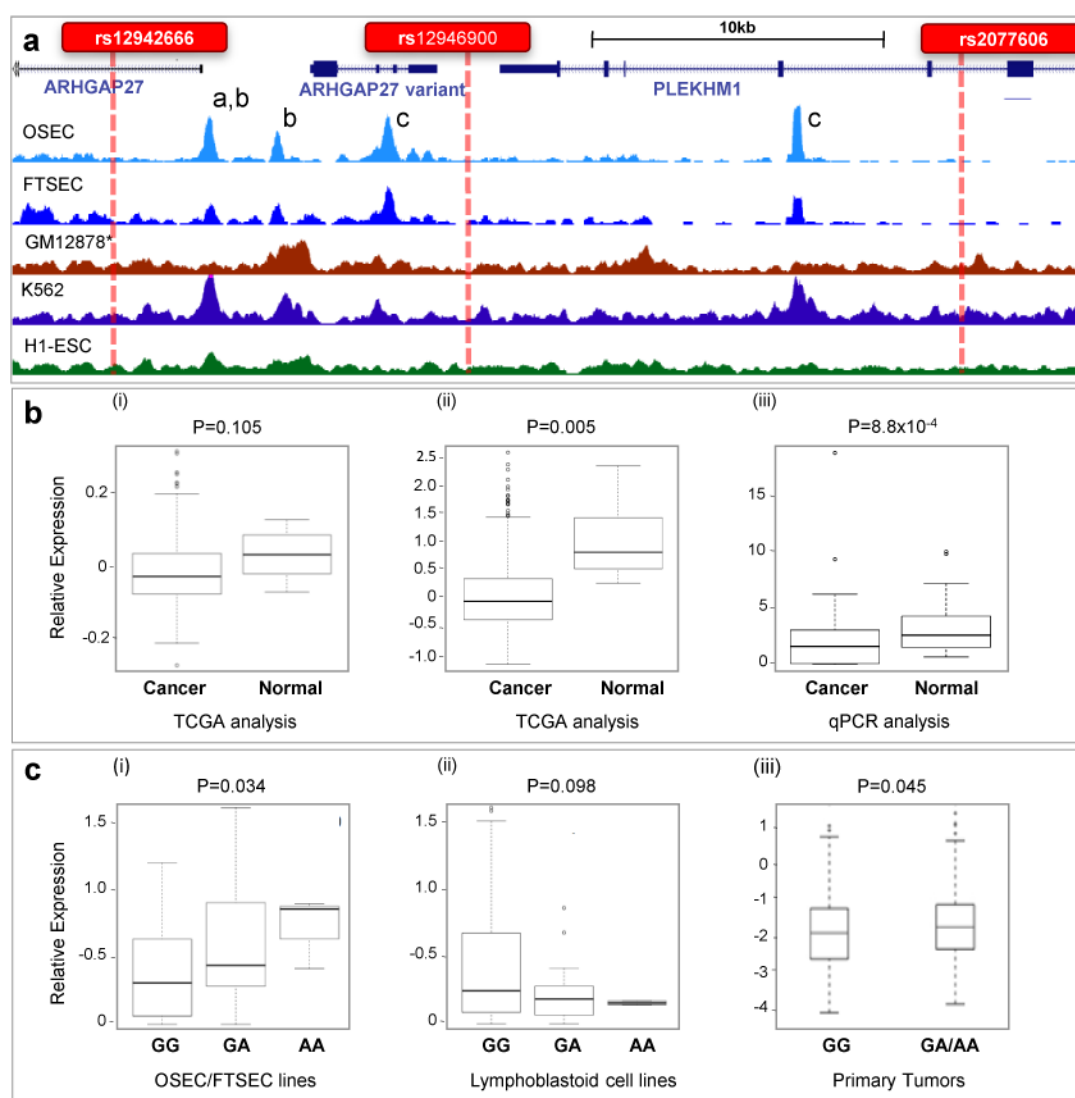 a
rs12942666 rs12946900 10kb rs2077606
ARHGAP27 ARHGAP27 variant PLEKHM1
a,b b c c
OSEC
FTSEC
GM12878*
K562
H1-ESC
b
(i) (ii) (iii)
P=0.105 P=0.005 P=8.8x10⁻⁴
Relative Expression
0.2
0
-0.2
Cancer Normal
TCGA analysis
2.5
2.0
1.5
1.0
0.5
0
-0.5
-1.0
Cancer Normal
TCGA analysis
15
10
5
0
Cancer Normal
qPCR analysis
c
(i) (ii) (iii)
P=0.034 P=0.098 P=0.045
Relative Expression
1.5
1.0
-0.5
0
GG GA AA
OSEC/FTSEC lines
1.5
1.0
-0.5
0
GG GA AA
Lymphoblastoid cell lines
1
0
-1
-2
-3
-4
GG GA/AA
Primary Tumors